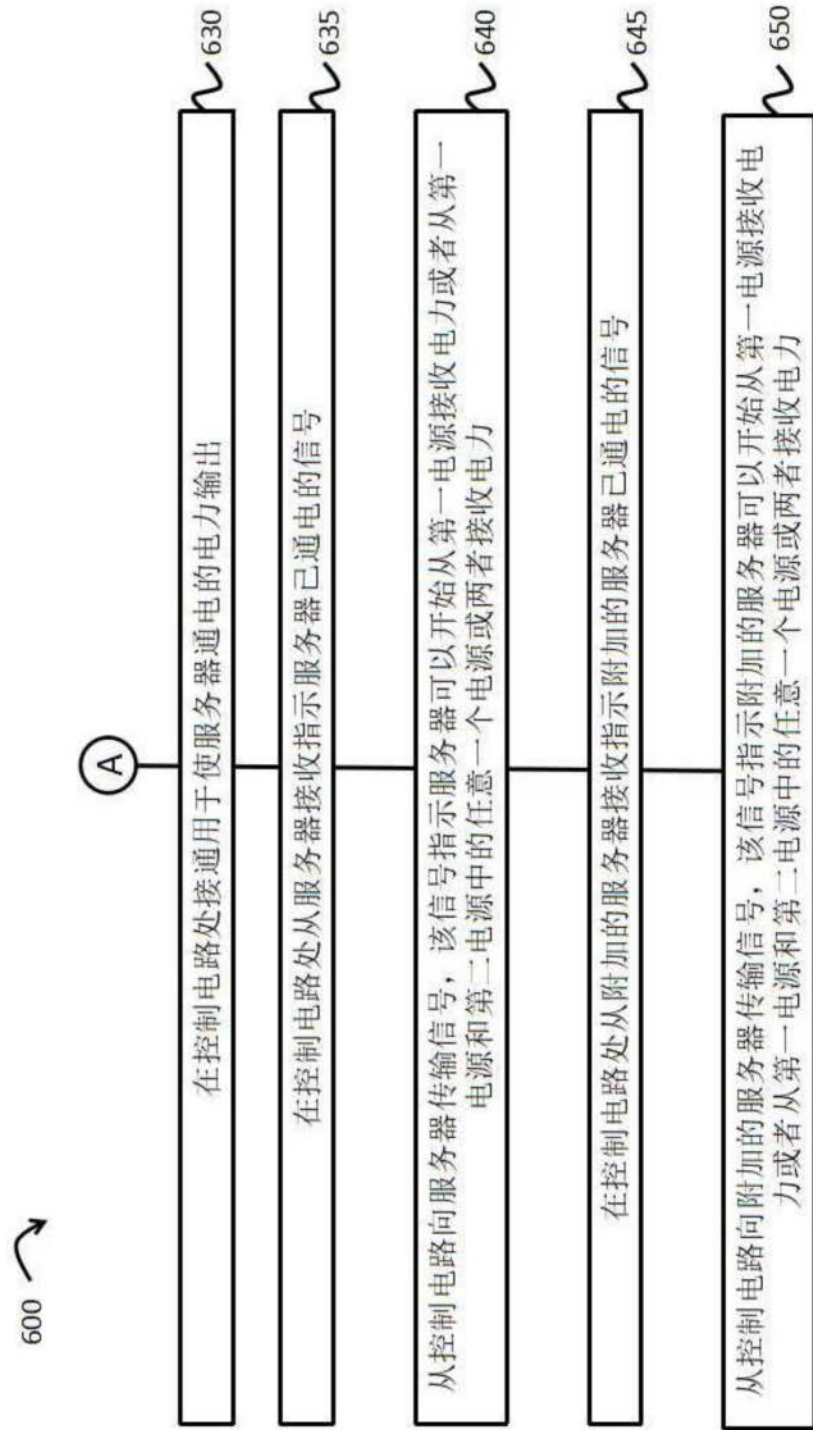 600
A
在控制电路处接通用于使服务器通电的电力输出
630
在控制电路处从服务器接收指示服务器已通电的信号
635
从控制电路向服务器传输信号，该信号指示服务器可以开始从第一电源接收电力或者从第一
电源和第二电源中的任意一个电源或两者接收电力
640
在控制电路处从附加的服务器接收指示附加的服务器已通电的信号
645
从控制电路向附加的服务器传输信号，该信号指示附加的服务器可以开始从第一电源接收电
力或者从第一电源和第二电源中的任意一个电源或两者接收电力
650